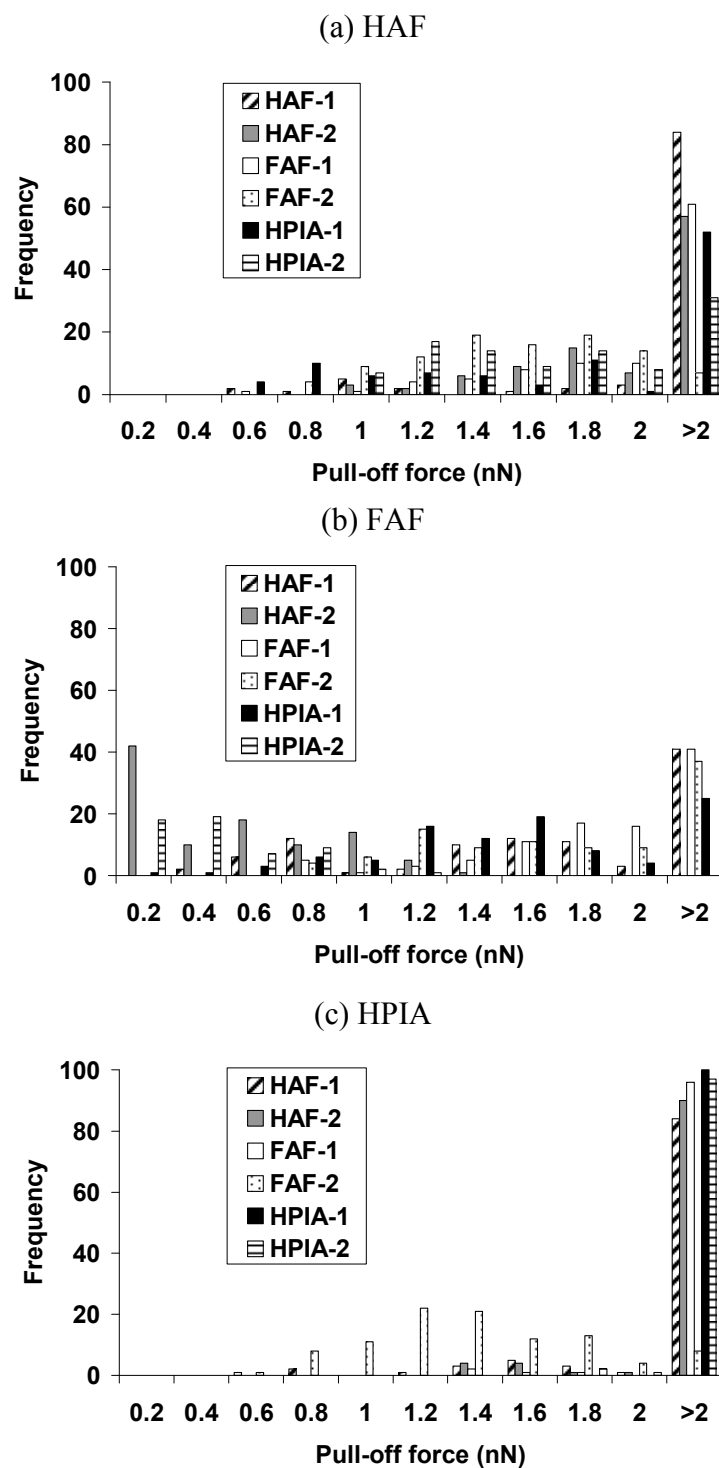 (a) HAF
100
80
60
40
20
0
Frequency
HAF-1
HAF-2
FAF-1
FAF-2
HPIA-1
HPIA-2
0.2 0.4 0.6 0.8 1 1.2 1.4 1.6 1.8 2 >2
Pull-off force (nN)
(b) FAF
100
80
60
40
20
0
Frequency
HAF-1
HAF-2
FAF-1
FAF-2
HPIA-1
HPIA-2
0.2 0.4 0.6 0.8 1 1.2 1.4 1.6 1.8 2 >2
Pull-off force (nN)
(c) HPIA
100
80
60
40
20
0
Frequency
HAF-1
HAF-2
FAF-1
FAF-2
HPIA-1
HPIA-2
0.2 0.4 0.6 0.8 1 1.2 1.4 1.6 1.8 2 >2
Pull-off force (nN)